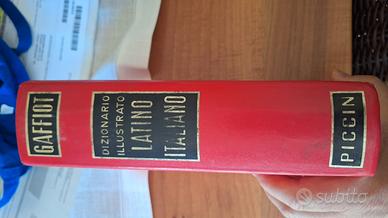 GAFFIOT
DIZIONARIO
ILLUSTRATO
LATINO
ITALIANO
PICCIN
subito